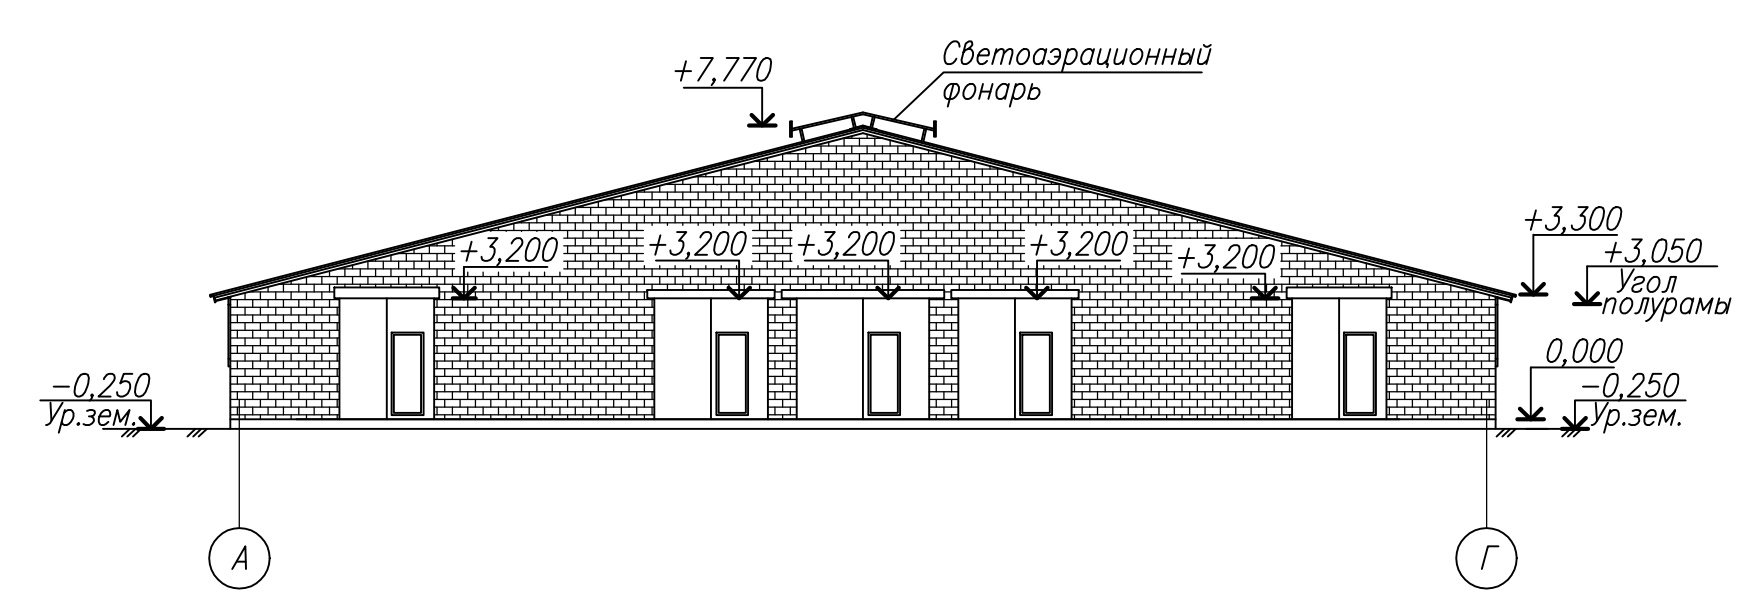 Светоаэрационный
фонарь
+7,770
+3,300
+3,050
Угол
полурамы
+3,200
+3,200
+3,200
+3,200
+3,200
0,000
-0,250
Ур.зем.
-0,250
Ур.зем.
А
Г